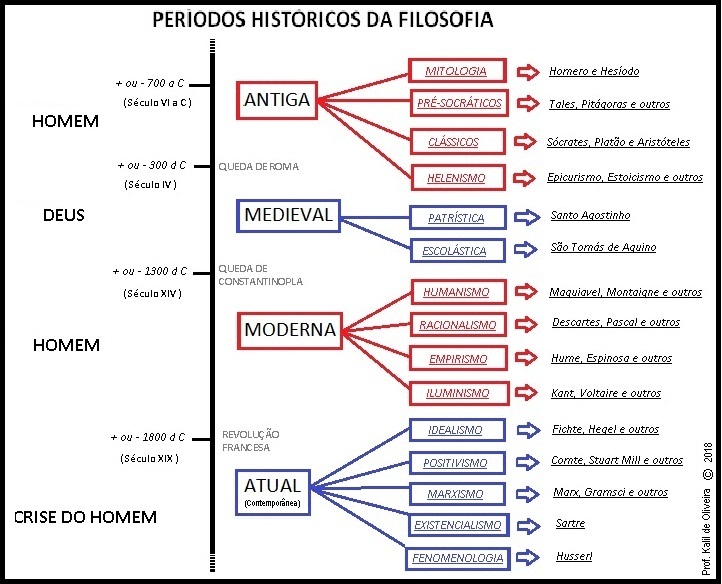 PERÍODOS HISTÓRICOS DA FILOSOFIA
+ ou - 700 a C
(Século VI a C)
HOMEM
ANTIGA
MITOLOGIA
Homero e Hesíodo
PRÉ-SOCRÁTICOS
Tales, Pitágoras e outros
CLÁSSICOS
Sócrates, Platão e Aristóteles
HELENISMO
Epicurismo, Estoicismo e outros
+ ou - 300 d C
(Século IV)
QUEDA DE ROMA
DEUS
MEDIEVAL
PATRÍSTICA
Santo Agostinho
ESCOLÁSTICA
São Tomás de Aquino
+ ou - 1300 d C
(Século XIV)
QUEDA DE
CONSTANTINOPLA
HOMEM
MODERNA
HUMANISMO
Maquiavel, Montaigne e outros
RACIONALISMO
Descartes, Pascal e outros
EMPIRISMO
Hume, Espinosa e outros
ILUMINISMO
Kant, Voltaire e outros
+ ou - 1800 d C
(Século XIX)
REVOLUÇÃO
FRANCESA
CRISE DO HOMEM
ATUAL
(Contemporânea)
IDEALISMO
Fichte, Hegel e outros
POSITIVISMO
Comte, Stuart Mill e outros
MARXISMO
Marx, Gramsci e outros
EXISTENCIALISMO
Sartre
FENOMENOLOGIA
Husserl
Prof. Kalil de Oliveira © 2018